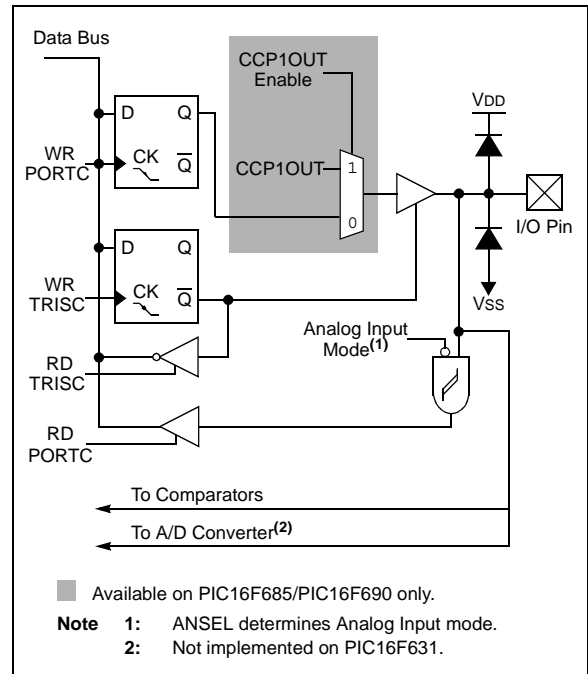 Data Bus
CCP1OUT
Enable
VDD
D Q
WR
PORTC
CK Q
CCP1OUT
1
0
I/O Pin
D Q
WR
TRISC
CK Q
VSS
Analog Input
Mode(1)
RD
TRISC
RD
PORTC
To Comparators
To A/D Converter(2)
Available on PIC16F685/PIC16F690 only.
Note 1: ANSEL determines Analog Input mode.
2: Not implemented on PIC16F631.